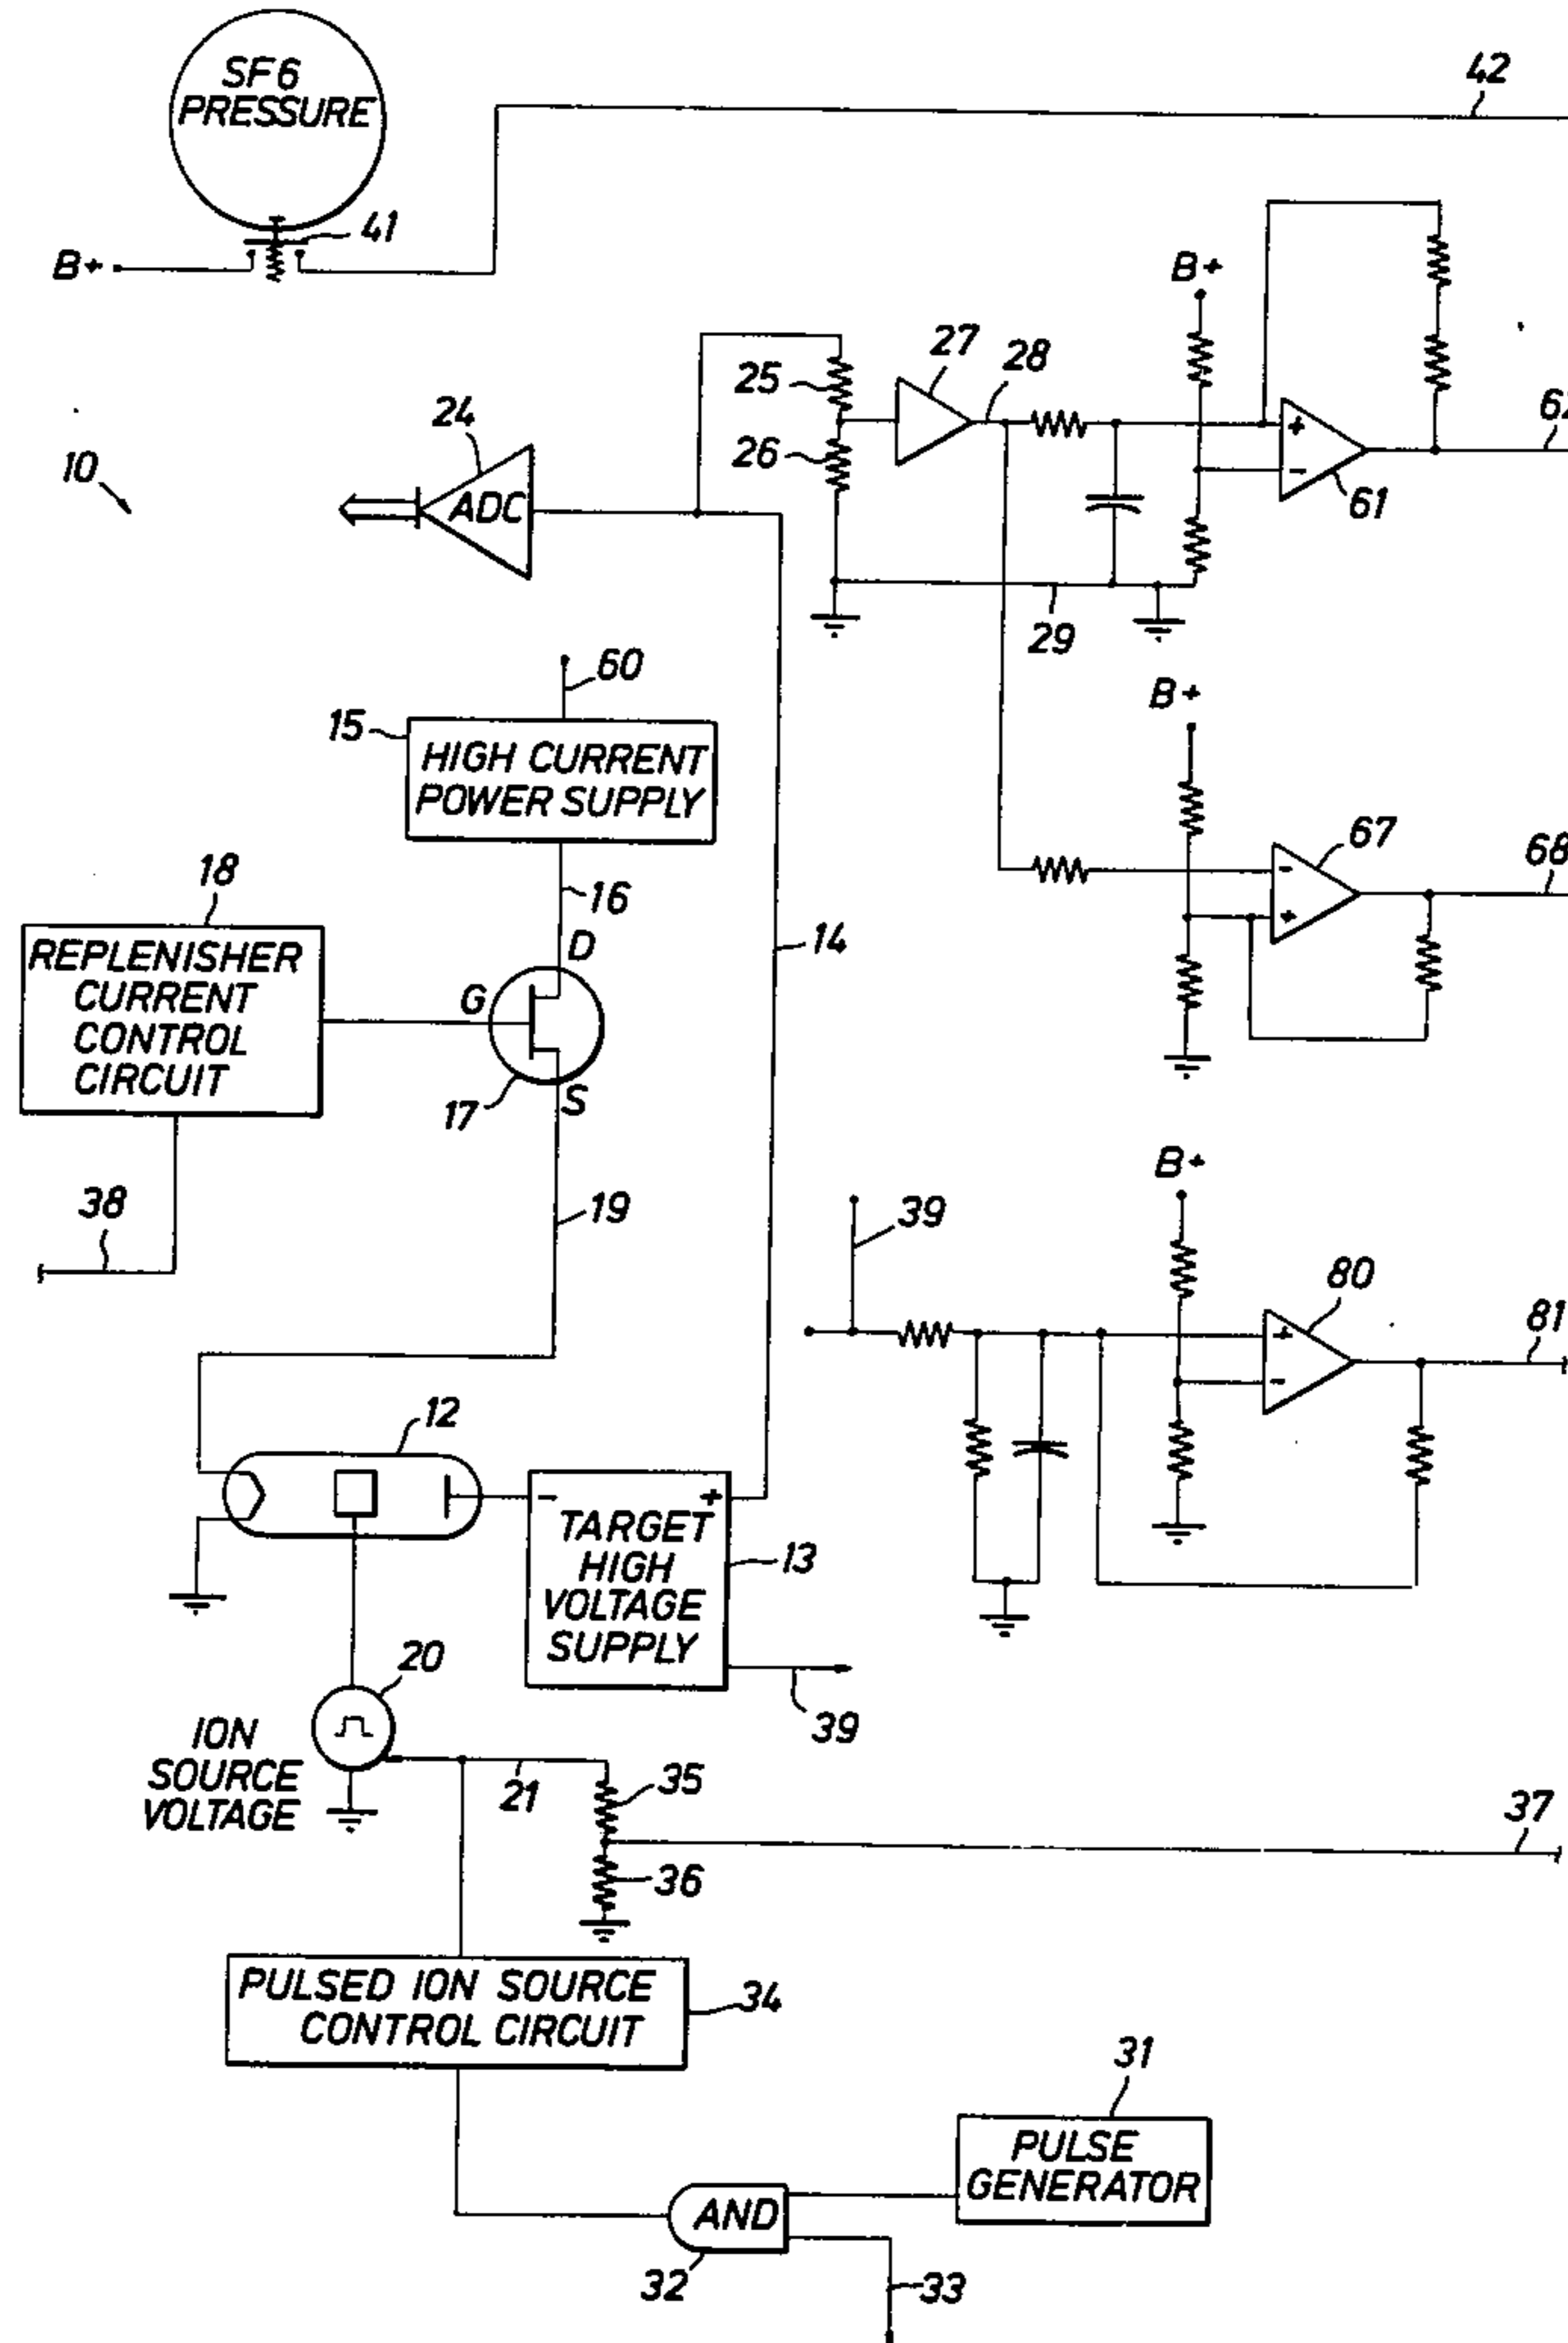 SF6
PRESSURE
42
41
B+
B+
25
27
28
24
26
10
ADC
+
-
61
29
60
15
HIGH CURRENT
POWER SUPPLY
B+
67
68
18
16
-
+
REPLENISHER
CURRENT
CONTROL
CIRCUIT
D
G
14
17
S
B+
38
19
39
80
81
+
-
12
-
+
TARGET
HIGH
VOLTAGE
SUPPLY
13
20
39
ION
SOURCE
VOLTAGE
21
35
37
36
PULSED ION SOURCE
CONTROL CIRCUIT
34
31
PULSE
GENERATOR
AND
32
33